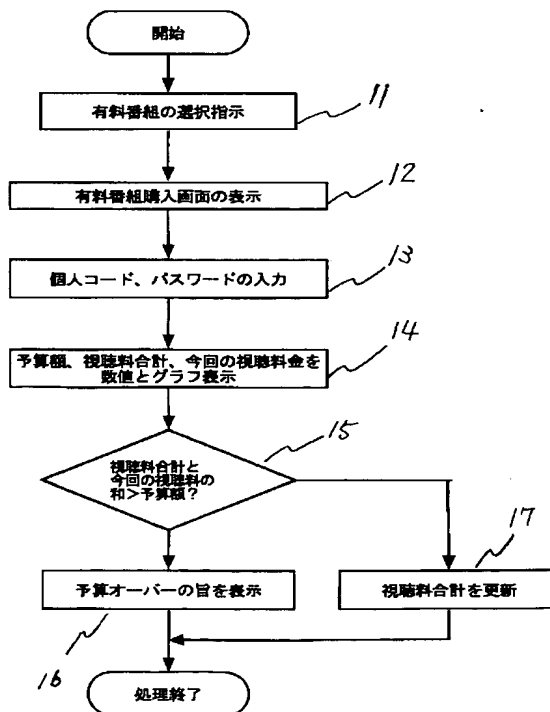 開始
有料番組の選択指示
11
有料番組購入画面の表示
12
個人コード、パスワードの入力
13
予算額、視聴料合計、今回の視聴料金を
数値とグラフ表示
14
視聴料合計と
今回の視聴料の
和＞予算額？
15
予算オーバーの旨を表示
16
視聴料合計を更新
17
処理終了